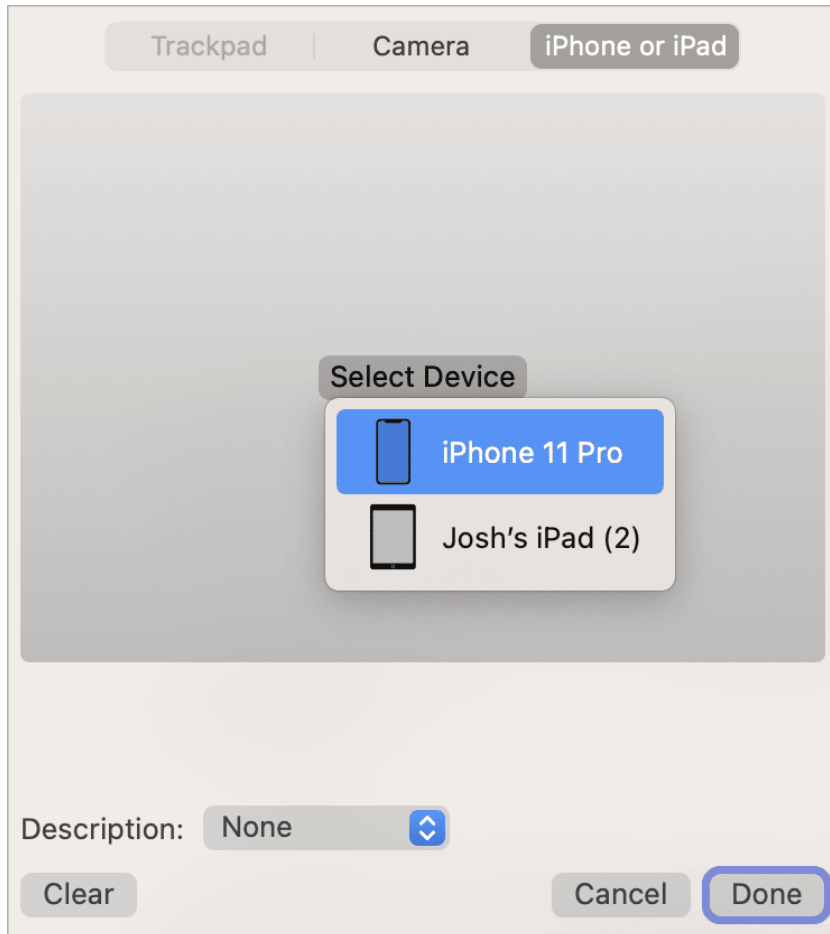 Trackpad Camera iPhone or iPad
Select Device
iPhone 11 Pro
Josh’s iPad (2)
Description: None
Clear Cancel Done